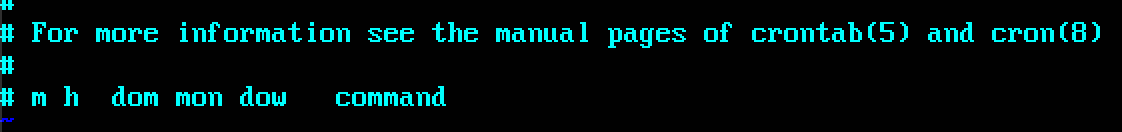 #
# For more information see the manual pages of crontab(5) and cron(8)
#
# m h  dom mon dow   command
~